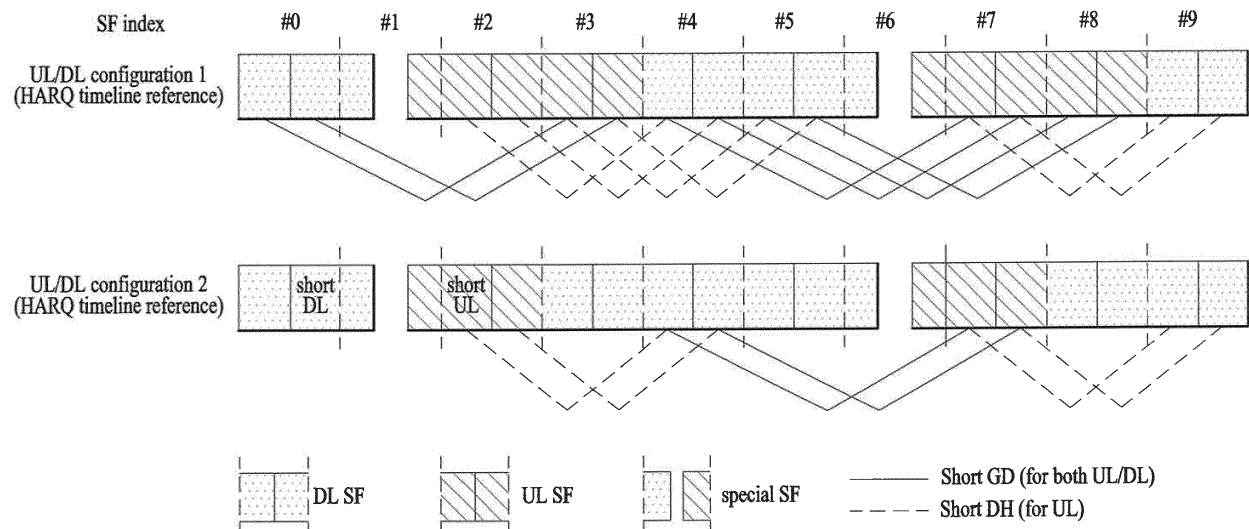 SF index #0 #1 #2 #3 #4 #5 #6 #7 #8 #9
UL/DL configuration 1
(HARQ timeline reference)
UL/DL configuration 2
(HARQ timeline reference)
short
DL
short
UL
DL SF
UL SF
special SF
Short GD (for both UL/DL)
Short DH (for UL)